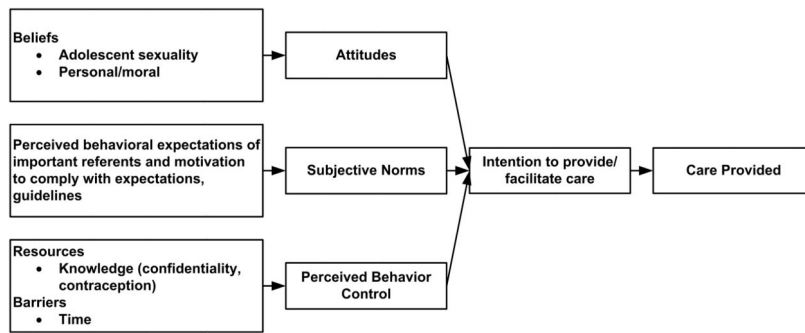 Beliefs
• Adolescent sexuality
• Personal/moral
Attitudes
Perceived behavioral expectations of
important referents and motivation
to comply with expectations,
guidelines
Subjective Norms
Resources
• Knowledge (confidentiality,
contraception)
Barriers
• Time
Perceived Behavior
Control
Intention to provide/
facilitate care
Care Provided